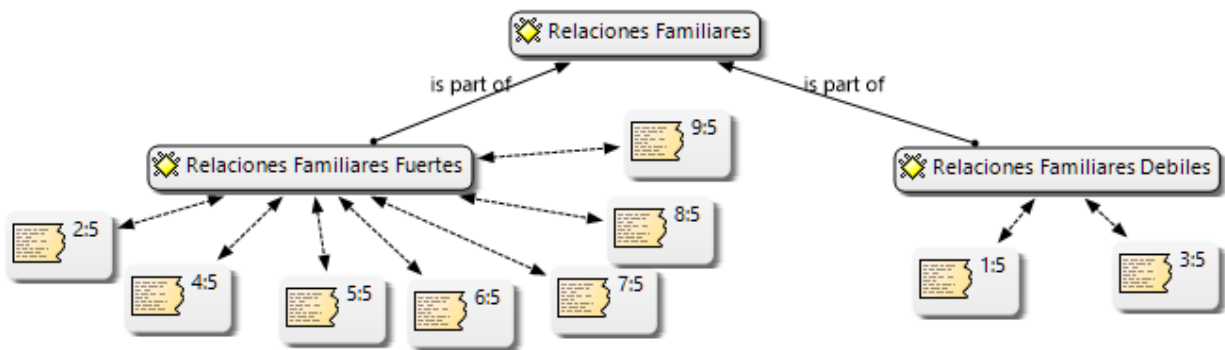 Relaciones Familiares
is part of
is part of
9:5
Relaciones Familiares Fuertes
Relaciones Familiares Debiles
2:5
8:5
4:5
5:5
6:5
7:5
1:5
3:5